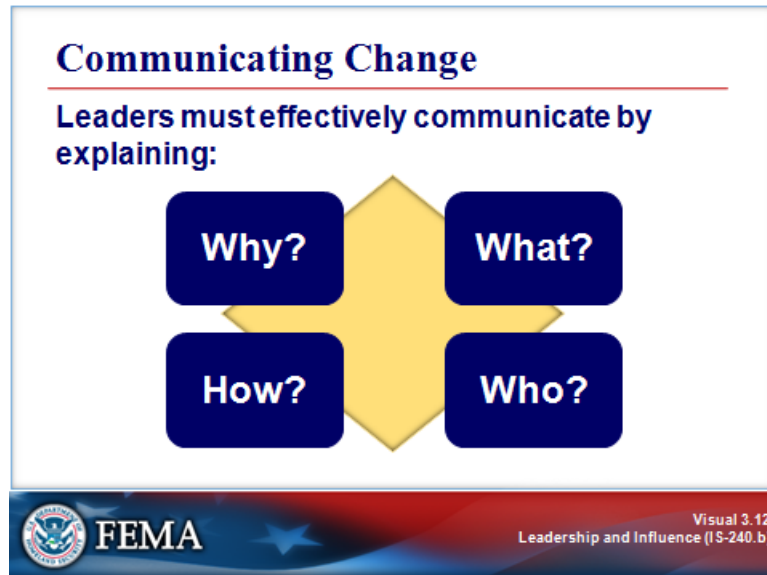 Communicating Change
Leaders must effectively communicate by
explaining:
Why?
What?
How?
Who?
FEMA
Visual 3.12
Leadership and Influence (IS-240.b